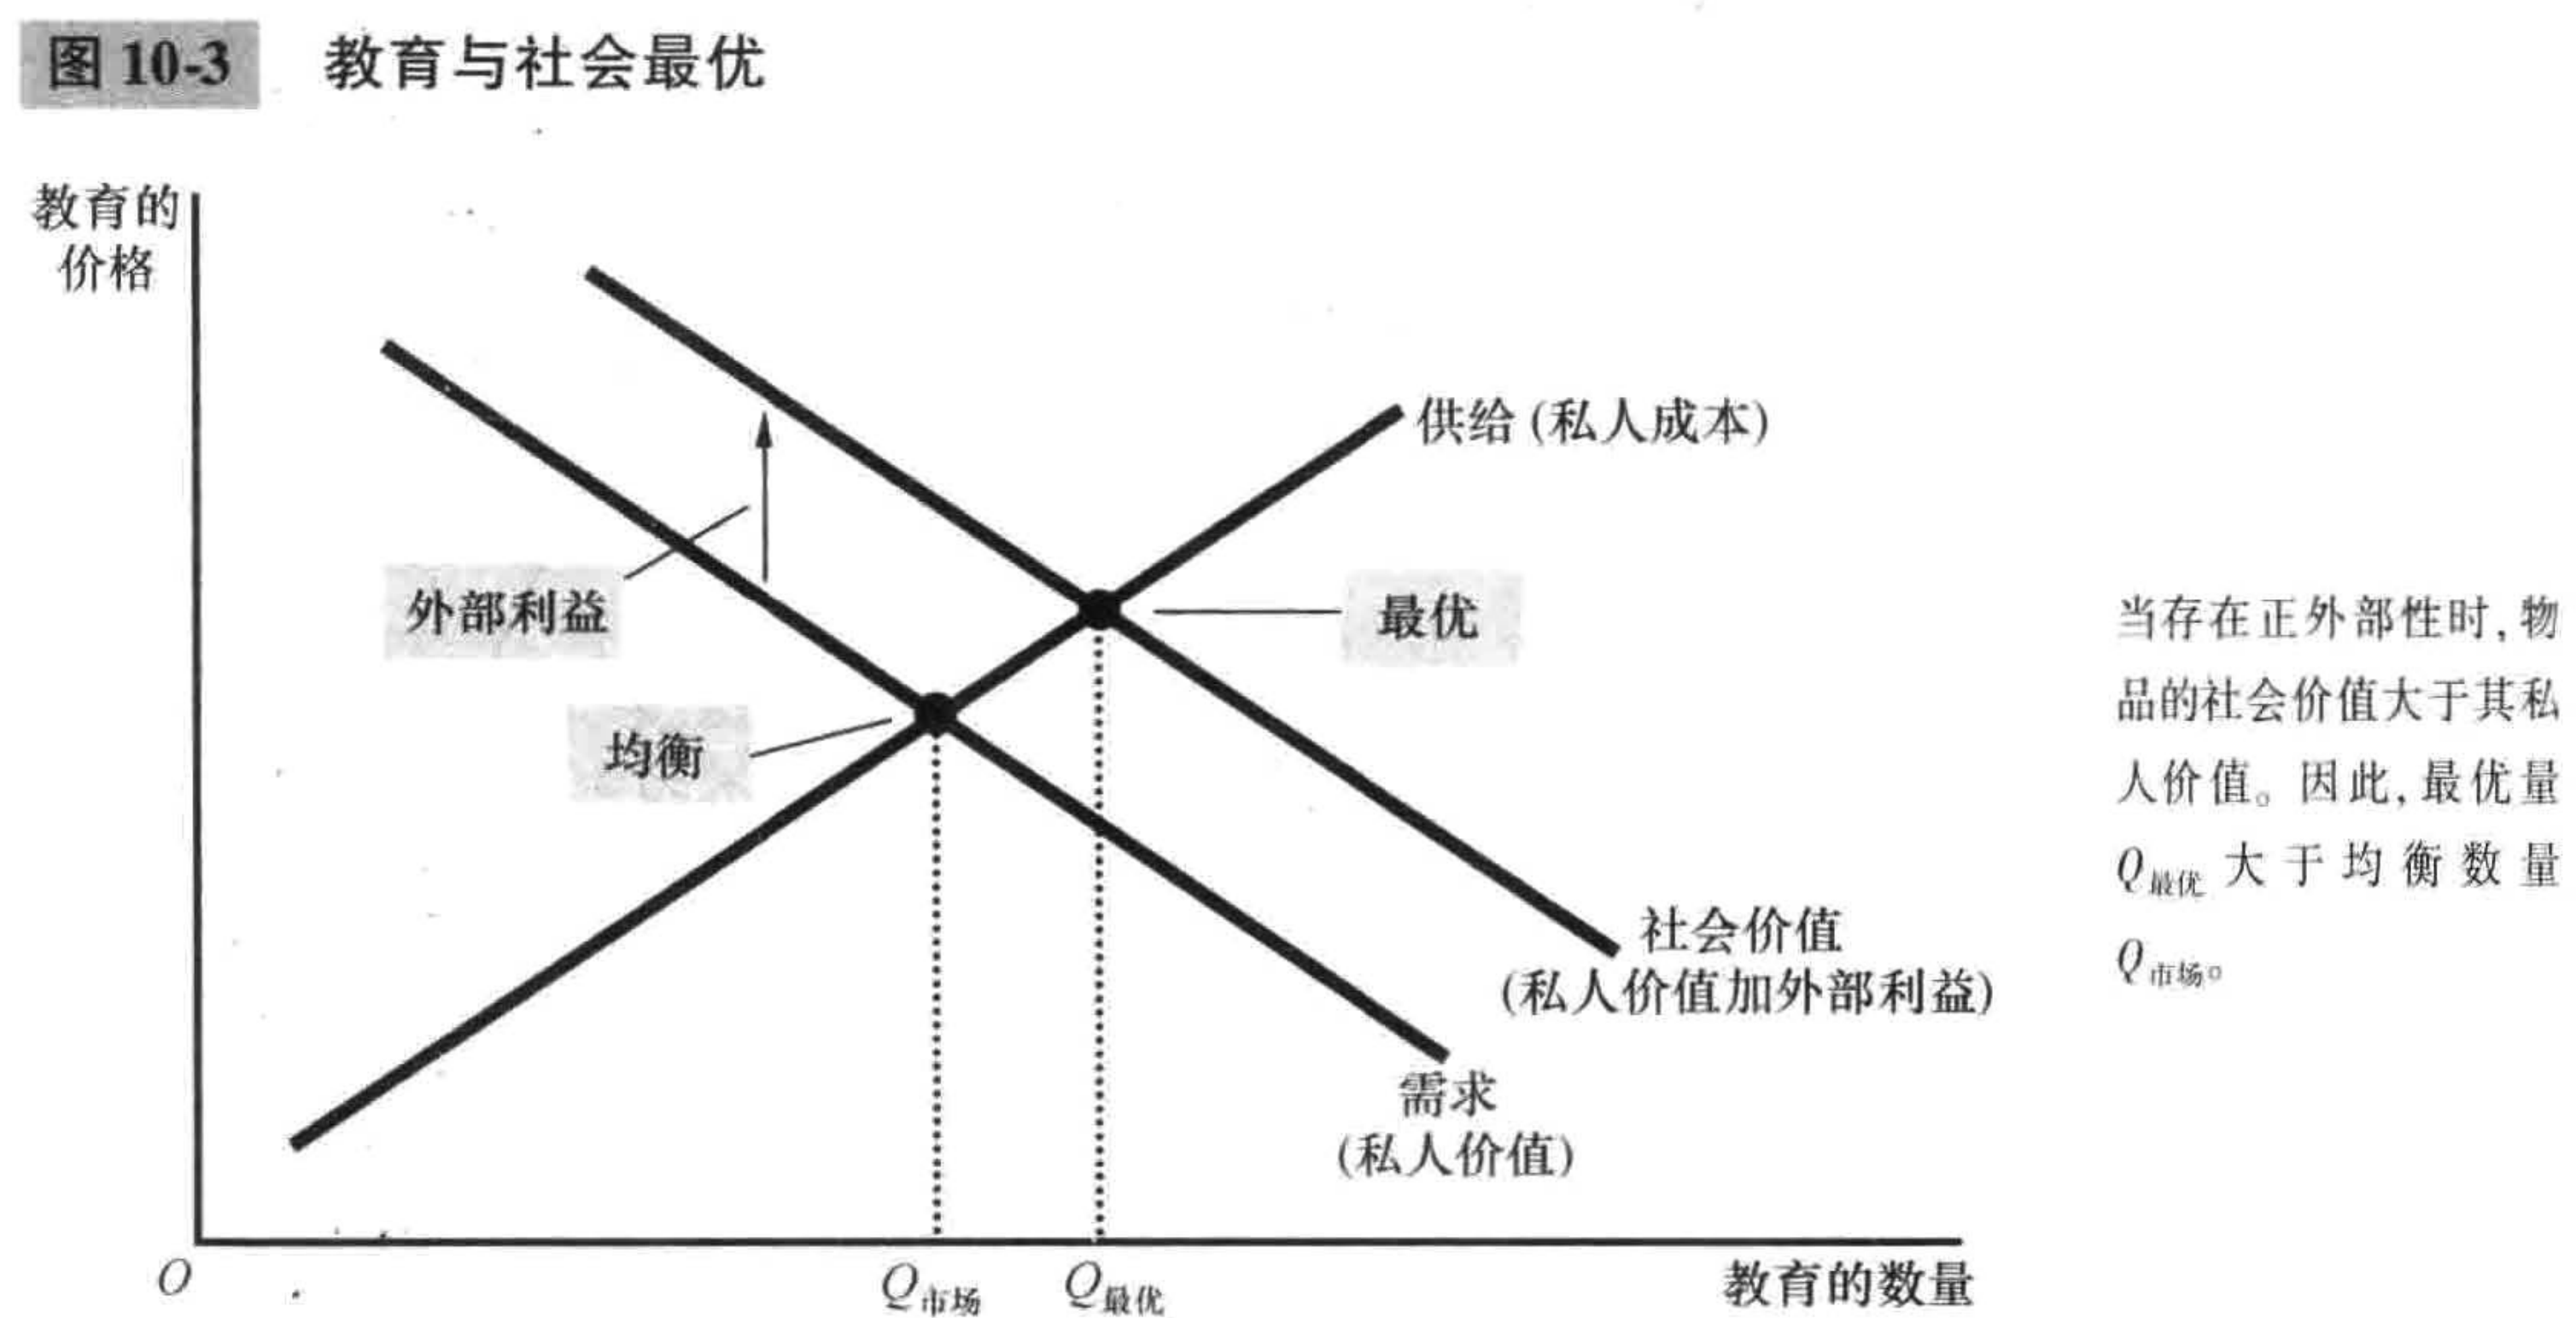 图 10-3 教育与社会最优
教育的
价格
供给(私人成本)
外部利益
最优
均衡
当存在正外部性时,物
品的社会价值大于其私
人价值。因此,最优量
Q最优 大于均衡数量
Q市场。
社会价值
(私人价值加外部利益)
需求
(私人价值)
O
Q市场
Q最优
教育的数量